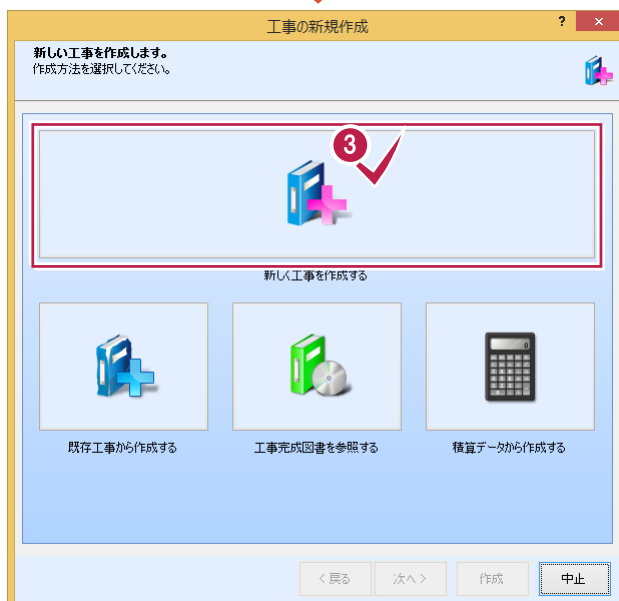 工事の新規作成
?
×
新しい工事を作成します。
作成方法を選択してください。
3
新しく工事を作成する
既存工事から作成する
工事完成図書を参照する
積算データから作成する
0
< 戻る
次へ >
作成
中止